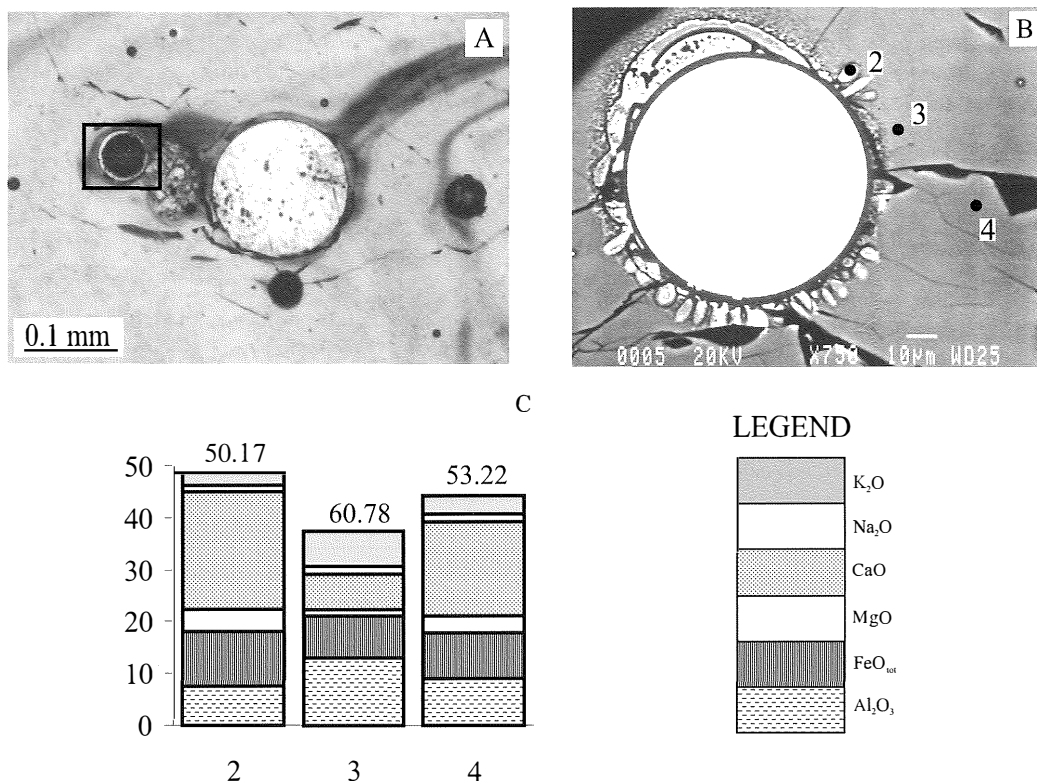 A
0.1 mm
B
2
3
4
0005 20KV X750 10µm WD25
C
50.17
60.78
53.22
50
40
30
20
10
0
2 3 4
LEGEND
K₂O
Na₂O
CaO
MgO
FeOₜₒₜ
Al₂O₃